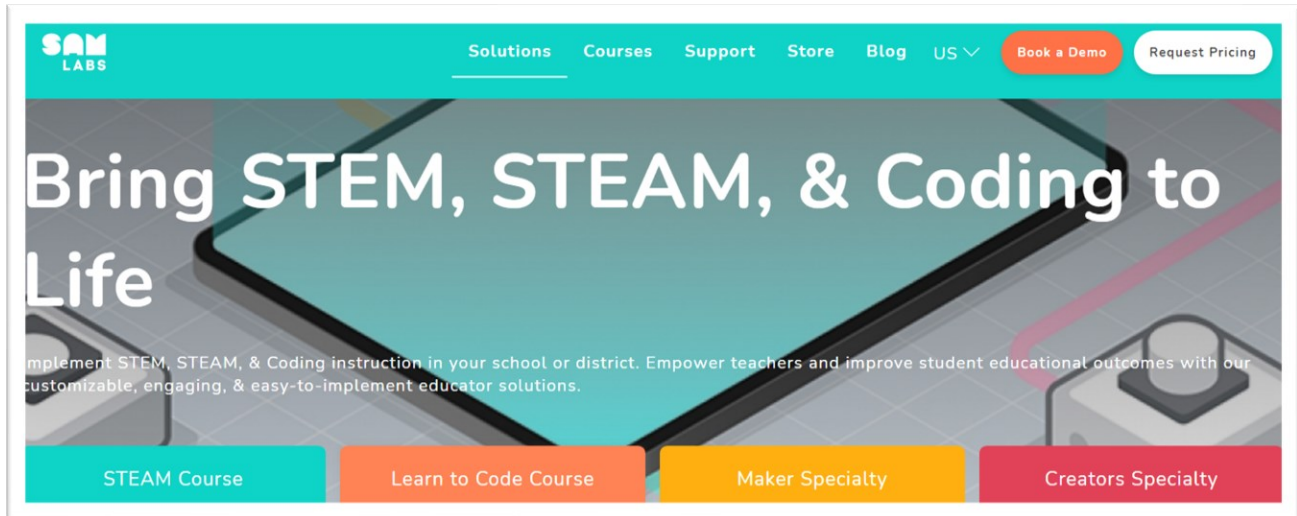 SAM
LABS
Solutions Courses Support Store Blog US Book a Demo Request Pricing
Bring STEM, STEAM, & Coding to
Life
mplement STEM, STEAM, & Coding instruction in your school or district. Empower teachers and improve student educational outcomes with our
customizable, engaging, & easy-to-implement educator solutions.
STEAM Course Learn to Code Course Maker Specialty Creators Specialty